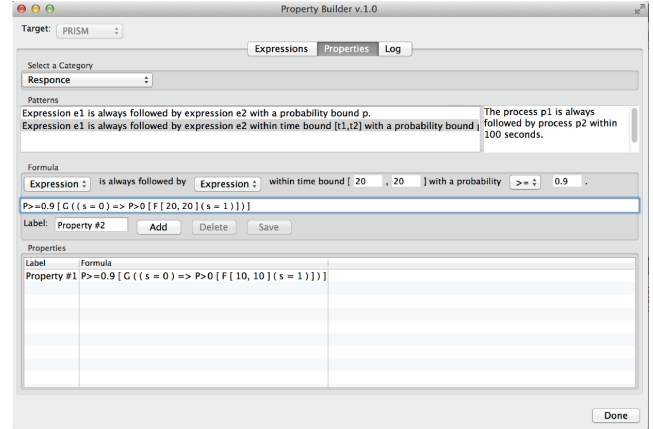 Property Builder v.1.0
Target: PRISM
Expressions Properties Log
Select a Category
Responce
Patterns
Expression e1 is always followed by expression e2 with a probability bound p.
Expression e1 is always followed by expression e2 within time bound [t1,t2] with a probability bound
The process p1 is always
followed by process p2 within
100 seconds.
Formula
Expression is always followed by Expression within time bound [ 20 , 20 ] with a probability >= 0.9 .
P>=0.9 [ G ( ( s = 0 ) => P>0 [ F [ 20, 20 ] ( s = 1 ) ] ) ]
Label: Property #2 Add Delete Save
Properties
Label Formula
Property #1 P>=0.9 [ G ( ( s = 0 ) => P>0 [ F [ 10, 10 ] ( s = 1 ) ] ) ]
Done